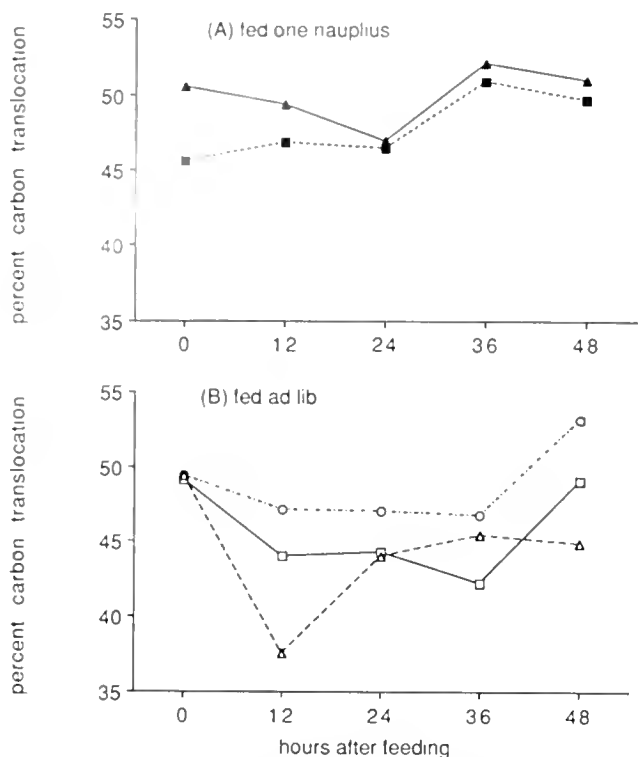 (A) fed one nauplius
percent carbon translocation
55
50
45
40
35
0 12 24 36 48
(B) fed ad lib
percent carbon translocation
55
50
45
40
35
0 12 24 36 48
hours after feeding